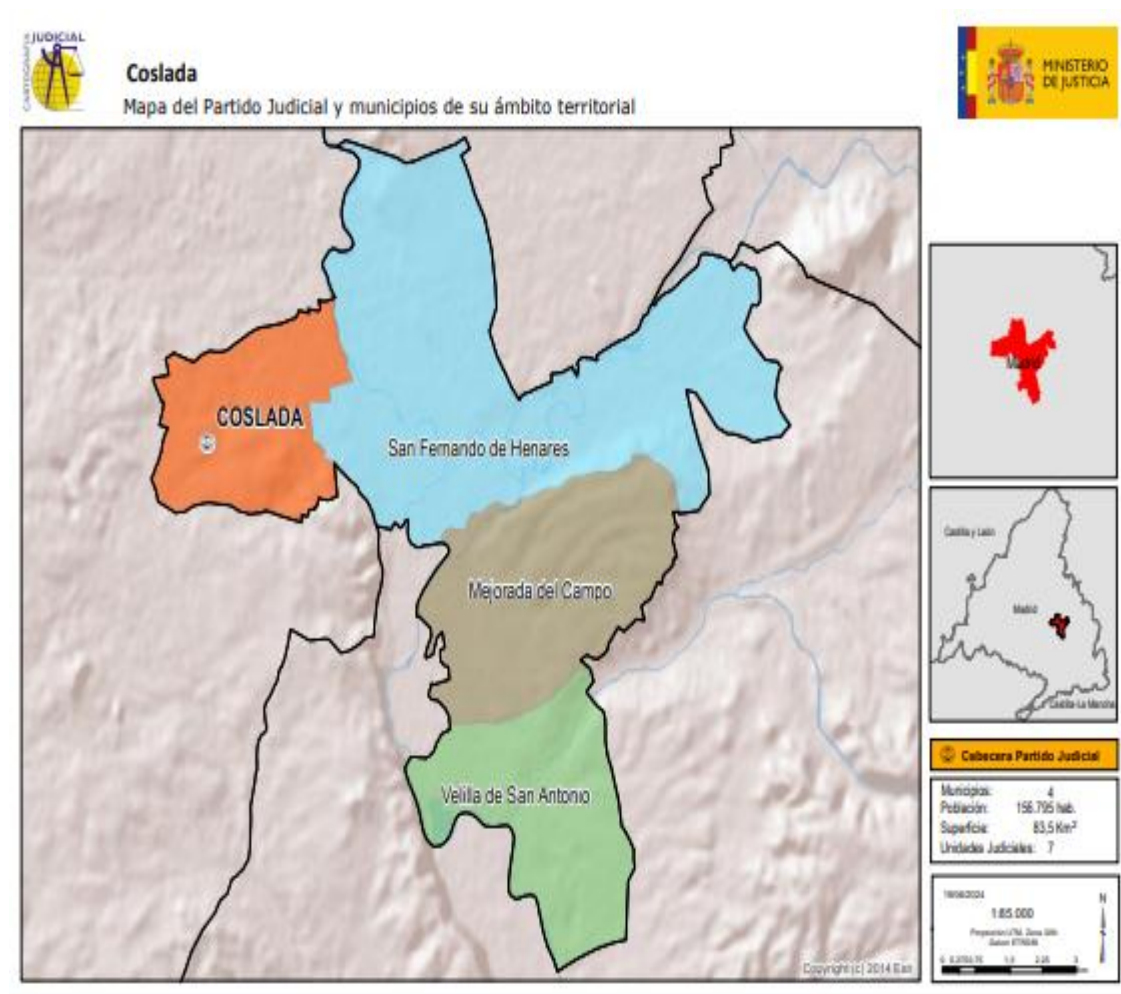 CARTOGRAFIA JUDICIAL
Coslada
Mapa del Partido Judicial y municipios de su ámbito territorial
MINISTERIO
DE JUSTICIA
COSLADA
San Fernando de Henares
Mejorada del Campo
Velilla de San Antonio
Copyright (c) 2014 Esri
Madrid
Castilla y León
Madrid
Castilla-La Mancha
Cabecera Partido Judicial
Municipios: 4
Población: 156.795 hab.
Superficie: 83,5 Km²
Unidades Judiciales: 7
1:65.000
N